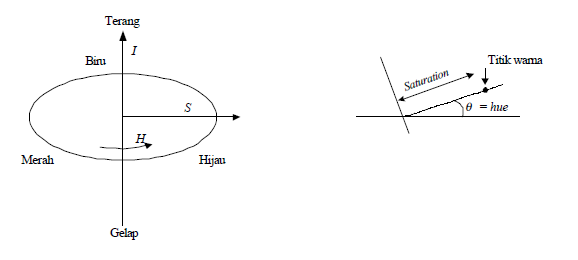 Terang
I
Biru
S
H
Merah
Hijau
Gelap
Saturation
Titik warna
θ = hue